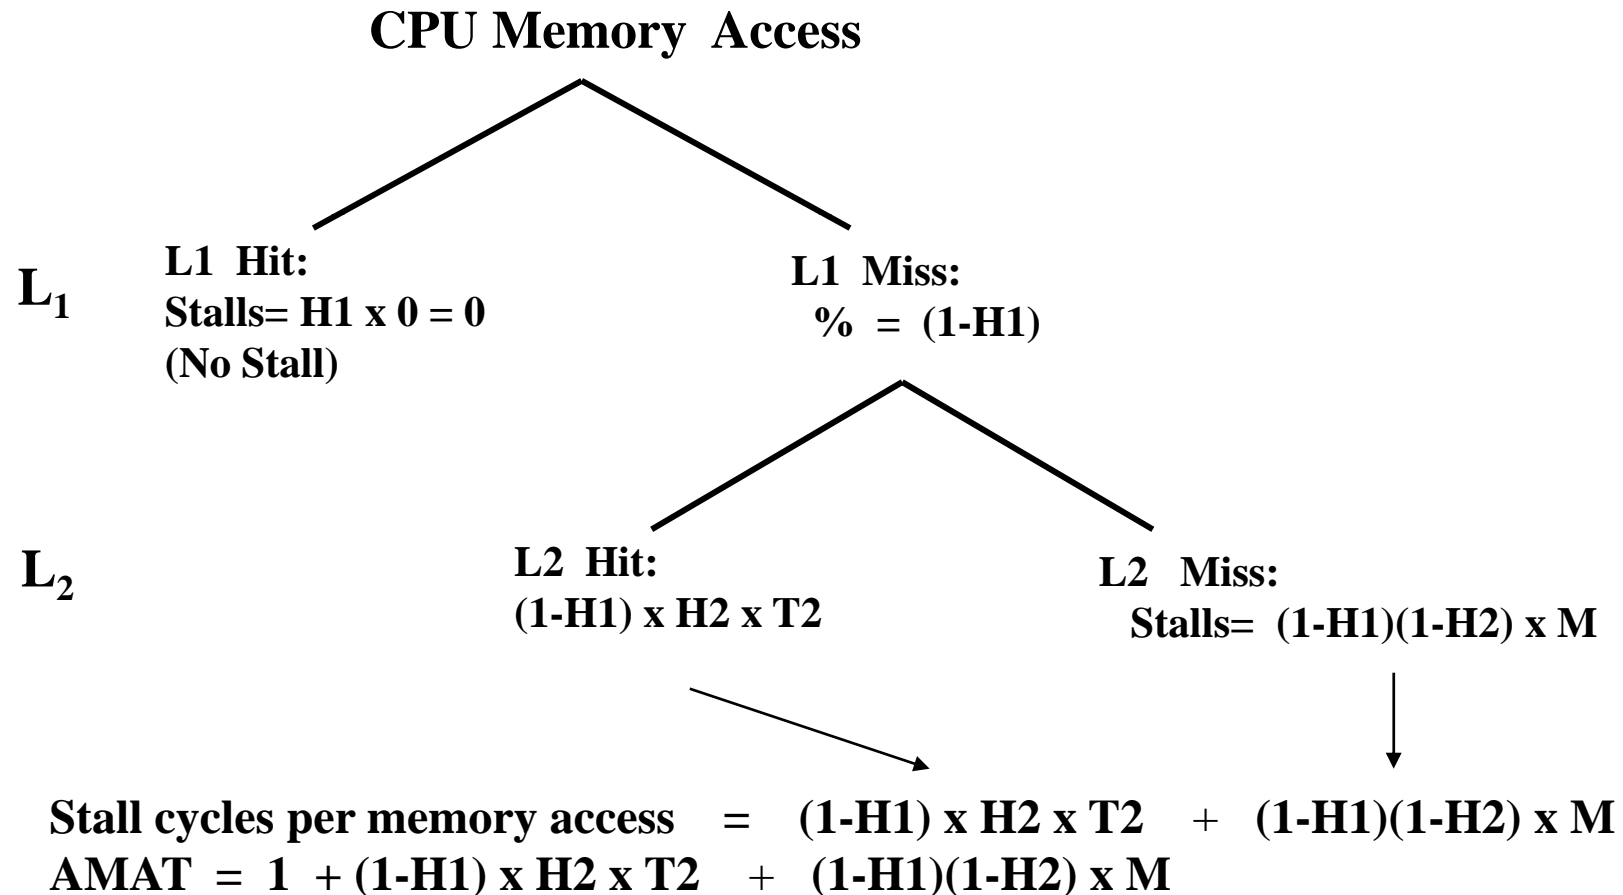 CPU Memory Access
L1
L1 Hit:
Stalls= H1 x 0 = 0
(No Stall)
L1 Miss:
% = (1-H1)
L2
L2 Hit:
(1-H1) x H2 x T2
L2 Miss:
Stalls= (1-H1)(1-H2) x M
Stall cycles per memory access = (1-H1) x H2 x T2 + (1-H1)(1-H2) x M
AMAT = 1 + (1-H1) x H2 x T2 + (1-H1)(1-H2) x M